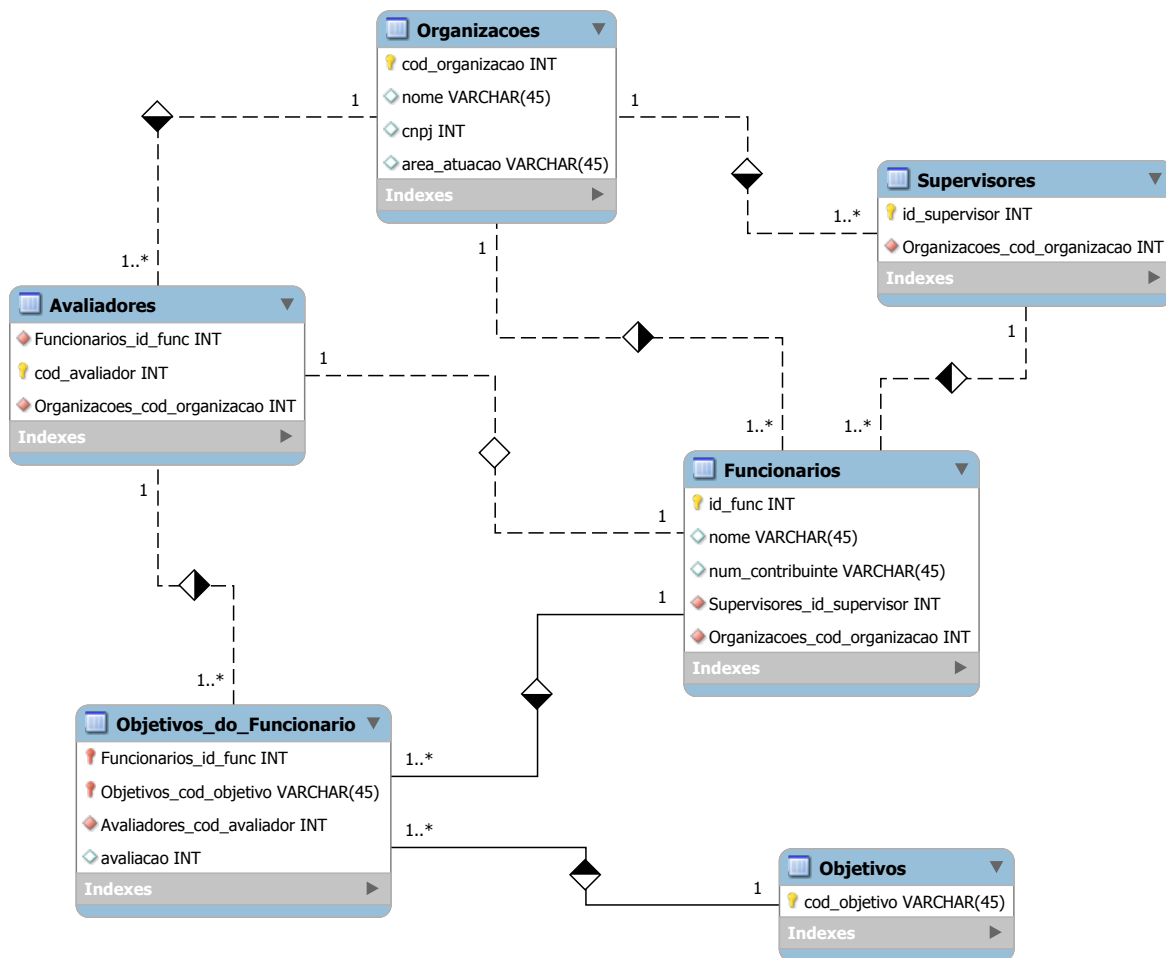 Organizacoes
cod_organizacao INT
nome VARCHAR(45)
cnpj INT
area_atuacao VARCHAR(45)
Indexes
1
1
1
Supervisores
id_supervisor INT
Organizacoes_cod_organizacao INT
Indexes
1..*
1
1..*
Avaliadores
Funcionarios_id_func INT
cod_avaliador INT
Organizacoes_cod_organizacao INT
Indexes
1..*
1
1
Funcionarios
id_func INT
nome VARCHAR(45)
num_contribuinte VARCHAR(45)
Supervisores_id_supervisor INT
Organizacoes_cod_organizacao INT
Indexes
1..*
1..*
1
1
Objetivos_do_Funcionario
Funcionarios_id_func INT
Objetivos_cod_objetivo VARCHAR(45)
Avaliadores_cod_avaliador INT
avaliacao INT
Indexes
1..*
1..*
1..*
Objetivos
cod_objetivo VARCHAR(45)
Indexes
1